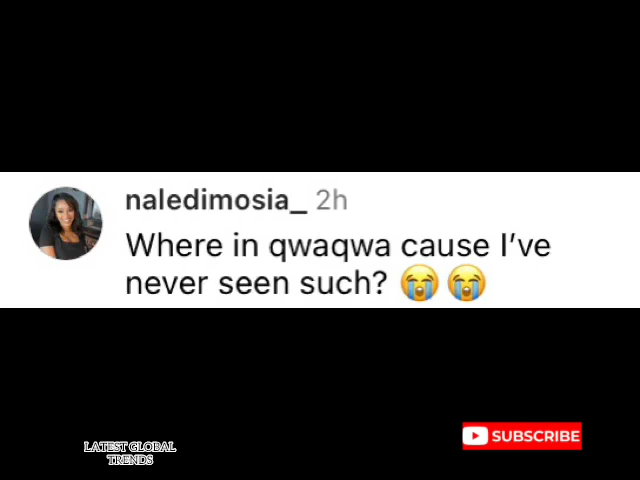 naledimosia_ 2h
Where in qwaqwa cause I’ve
never seen such? 😭😭
LATEST GLOBAL
TRENDS
SUBSCRIBE